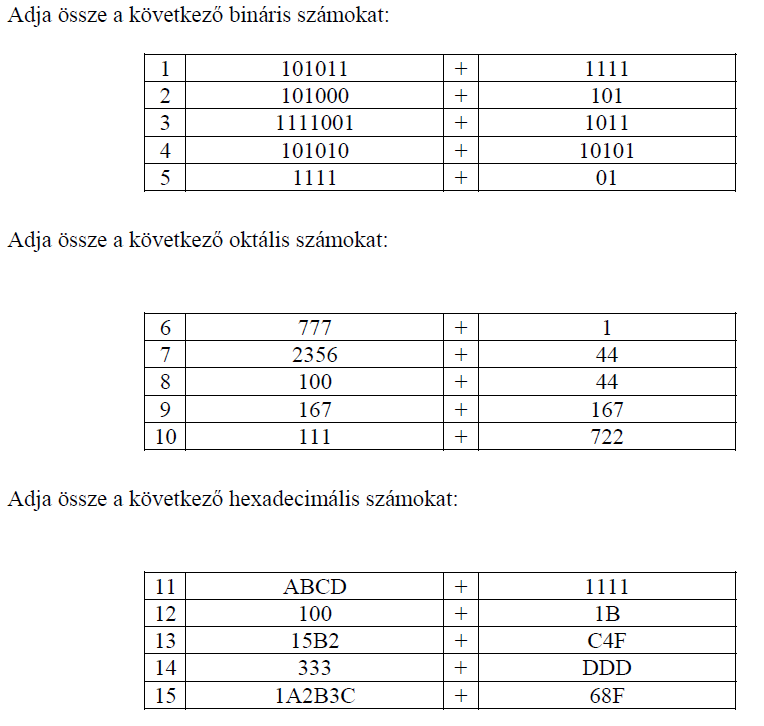 Adja össze a következő bináris számokat:
1 101011 + 1111
2 101000 + 101
3 1111001 + 1011
4 101010 + 10101
5 1111 + 01
Adja össze a következő oktális számokat:
6 777 + 1
7 2356 + 44
8 100 + 44
9 167 + 167
10 111 + 722
Adja össze a következő hexadecimális számokat:
11 ABCD + 1111
12 100 + 1B
13 15B2 + C4F
14 333 + DDD
15 1A2B3C + 68F